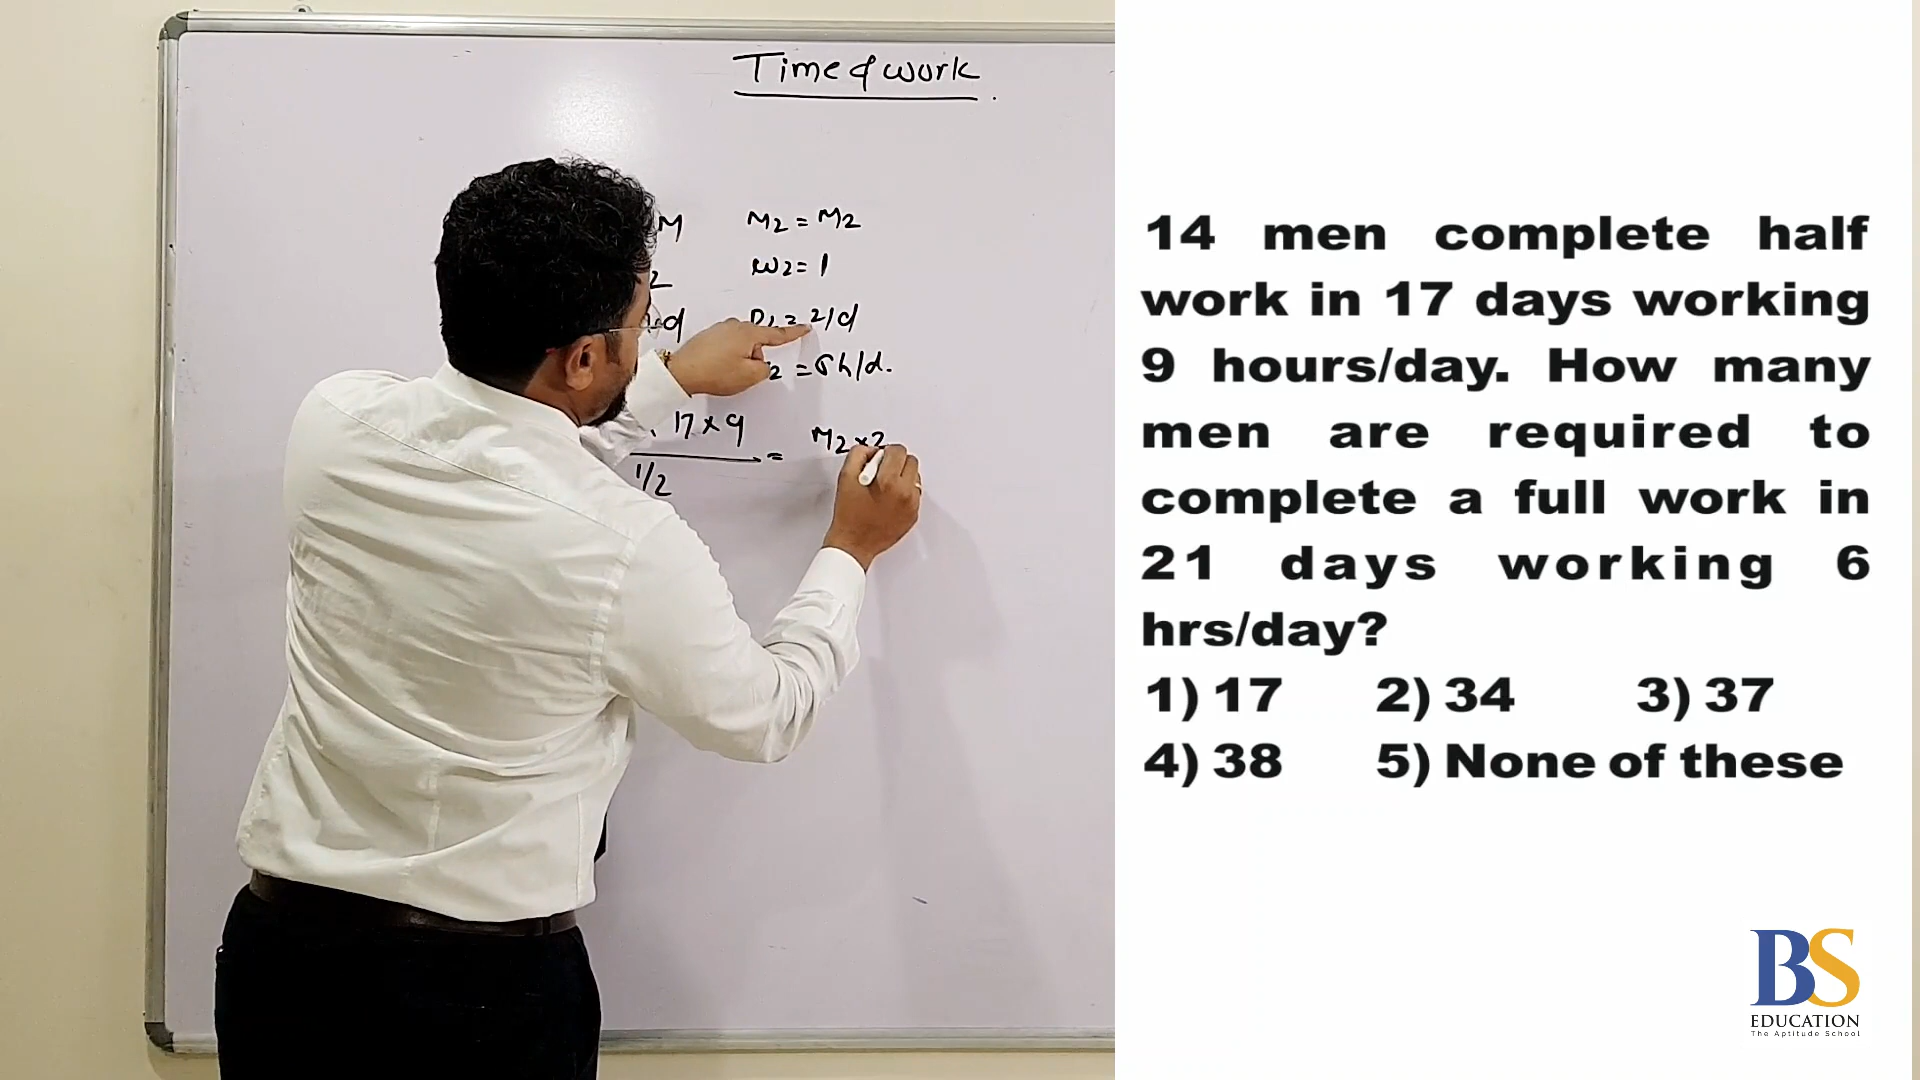 Time & work
M M2 = M2
2 W2 = 1
d = 21d
2 = 6h/d.
17 x 9 = M2 x 2
1/2
14 men complete half
work in 17 days working
9 hours/day. How many
men are required to
complete a full work in
21 days working 6
hrs/day?
1) 17 2) 34 3) 37
4) 38 5) None of these
BS
EDUCATION
The Aptitude School